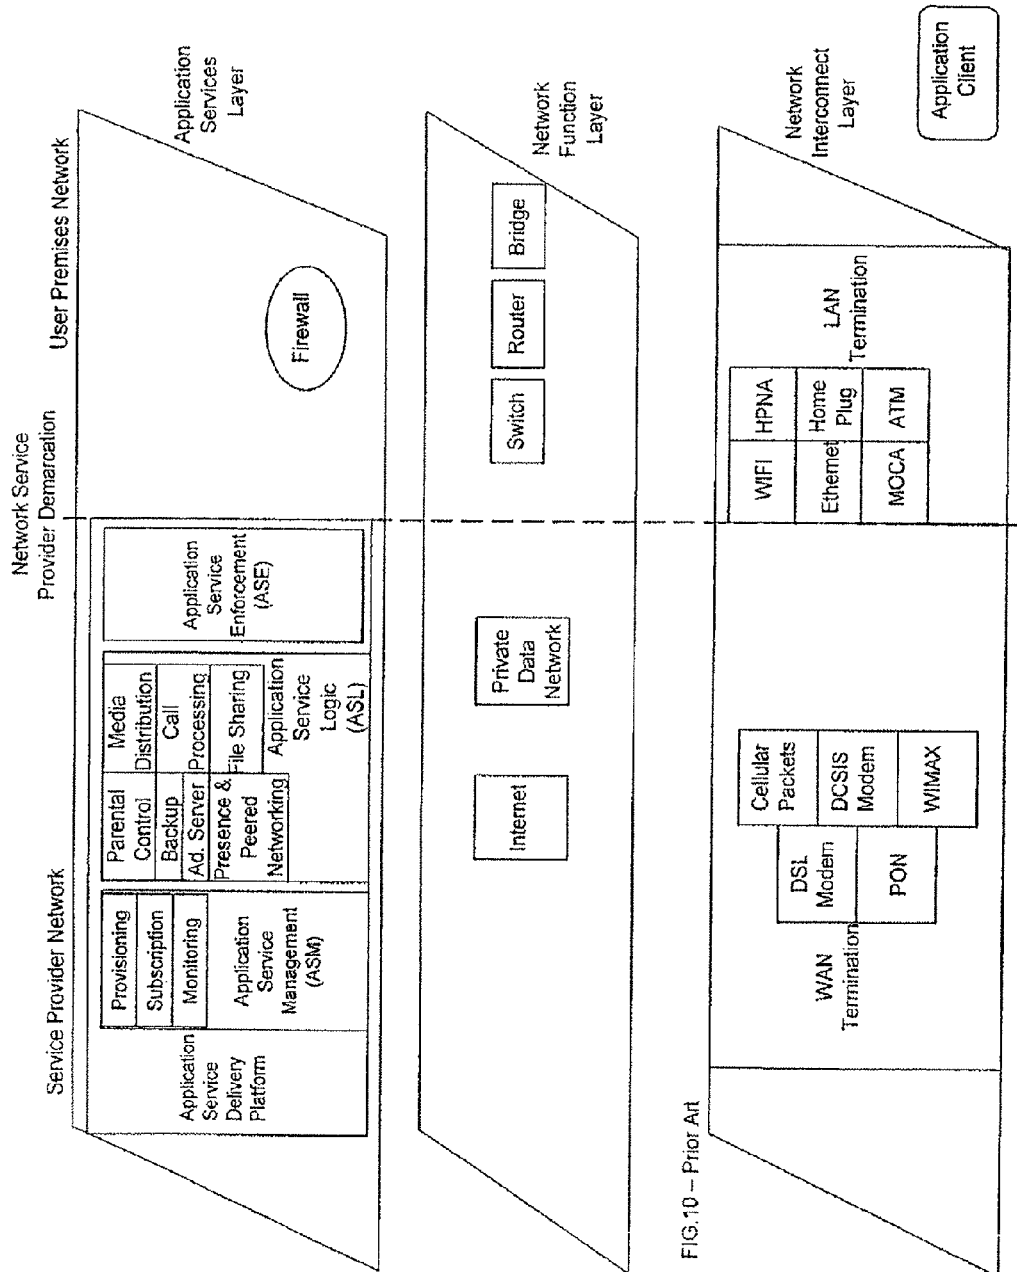 Network Service
Provider Demarcation
Service Provider Network
User Premises Network
Application
Services
Layer
Application
Service
Delivery
Platform
Provisioning
Subscription
Monitoring
Application
Service
Management
(ASM)
Parental
Control
Backup
Ad. Server
Presence &
Peered
Networking
Media
Distribution
Call
Processing
File Sharing
Application
Service
Logic
(ASL)
Application
Service
Enforcement
(ASE)
Firewall
Network
Function
Layer
Internet
Private
Data
Network
Switch
Router
Bridge
Network
Interconnect
Layer
WAN
Termination
DSL
Modem
PON
Cellular
Packets
DCSIS
Modem
WIMAX
WIFI
HPNA
Ethernet
Home
Plug
MOCA
ATM
LAN
Termination
Application
Client
FIG.10 – Prior Art